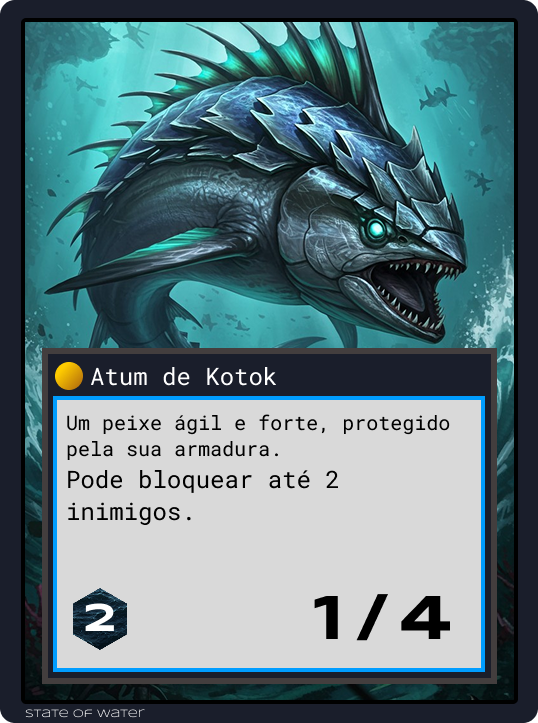 Atum de Kotok
Um peixe ágil e forte, protegido
pela sua armadura.
Pode bloquear até 2
inimigos.
2
1/4
STATE OF WATER